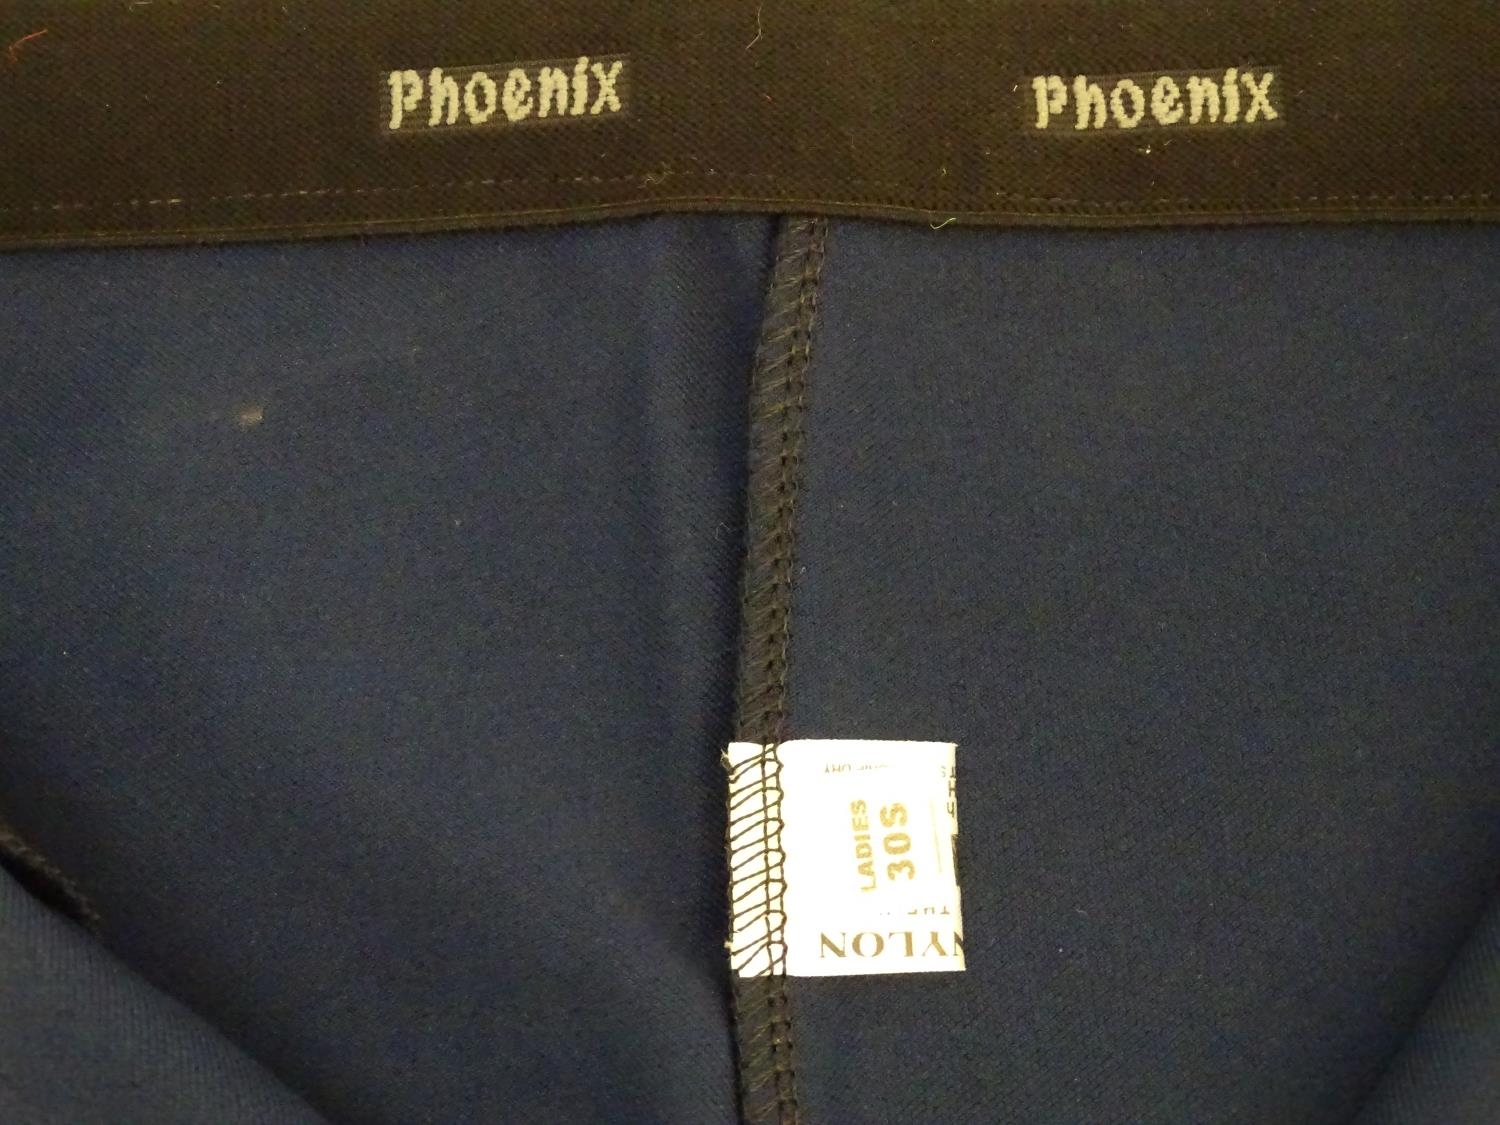 Phoenix Phoenix
LADIES
30S
NYLON